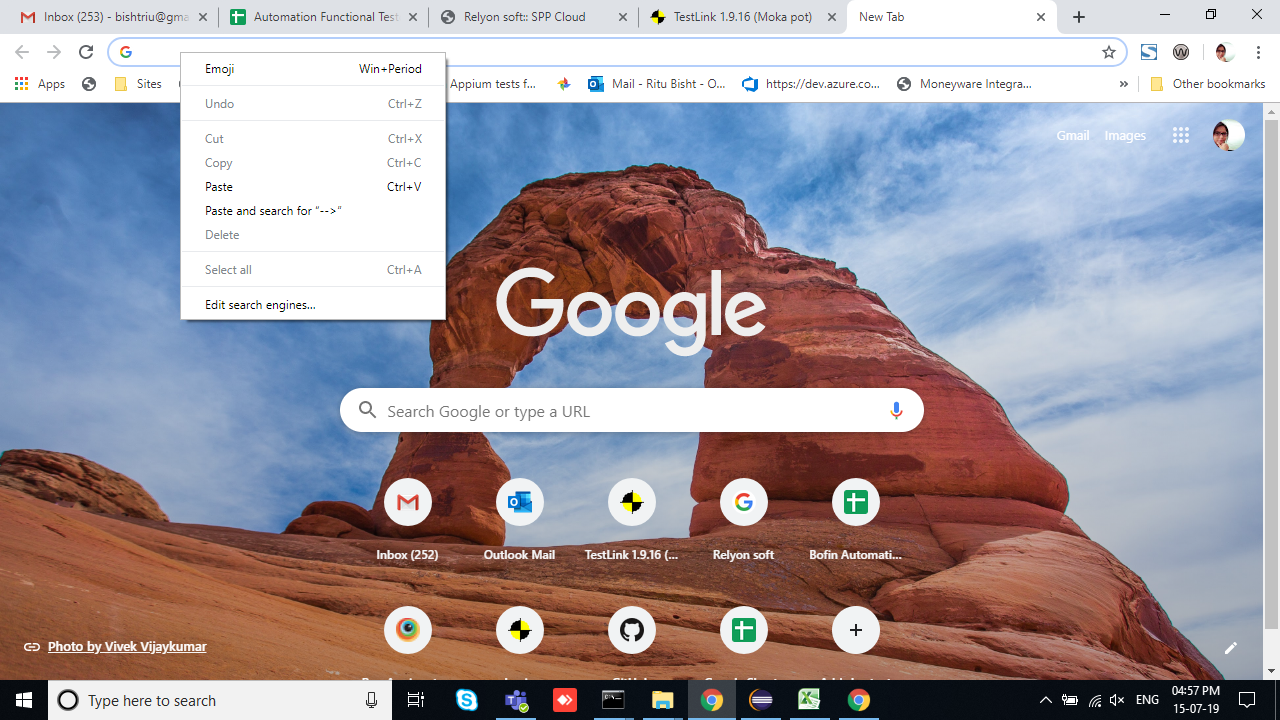 Inbox (253) - bishtriu@gma
Automation Functional Test
Relyon soft:: SPP Cloud
TestLink 1.9.16 (Moka pot)
New Tab
Apps
Sites
Appium tests f...
Mail - Ritu Bisht - O...
https://dev.azure.co...
Moneyware Integra...
»
Other bookmarks
Emoji Win+Period
Undo Ctrl+Z
Cut Ctrl+X
Copy Ctrl+C
Paste Ctrl+V
Paste and search for “-->”
Delete
Select all Ctrl+A
Edit search engines...
Gmail Images
Google
Search Google or type a URL
Inbox (252)
Outlook Mail
TestLink 1.9.16 (...
Relyon soft
Bofin Automati...
Photo by Vivek Vijaykumar
Type here to search
ENG
04:57 PM
15-07-19